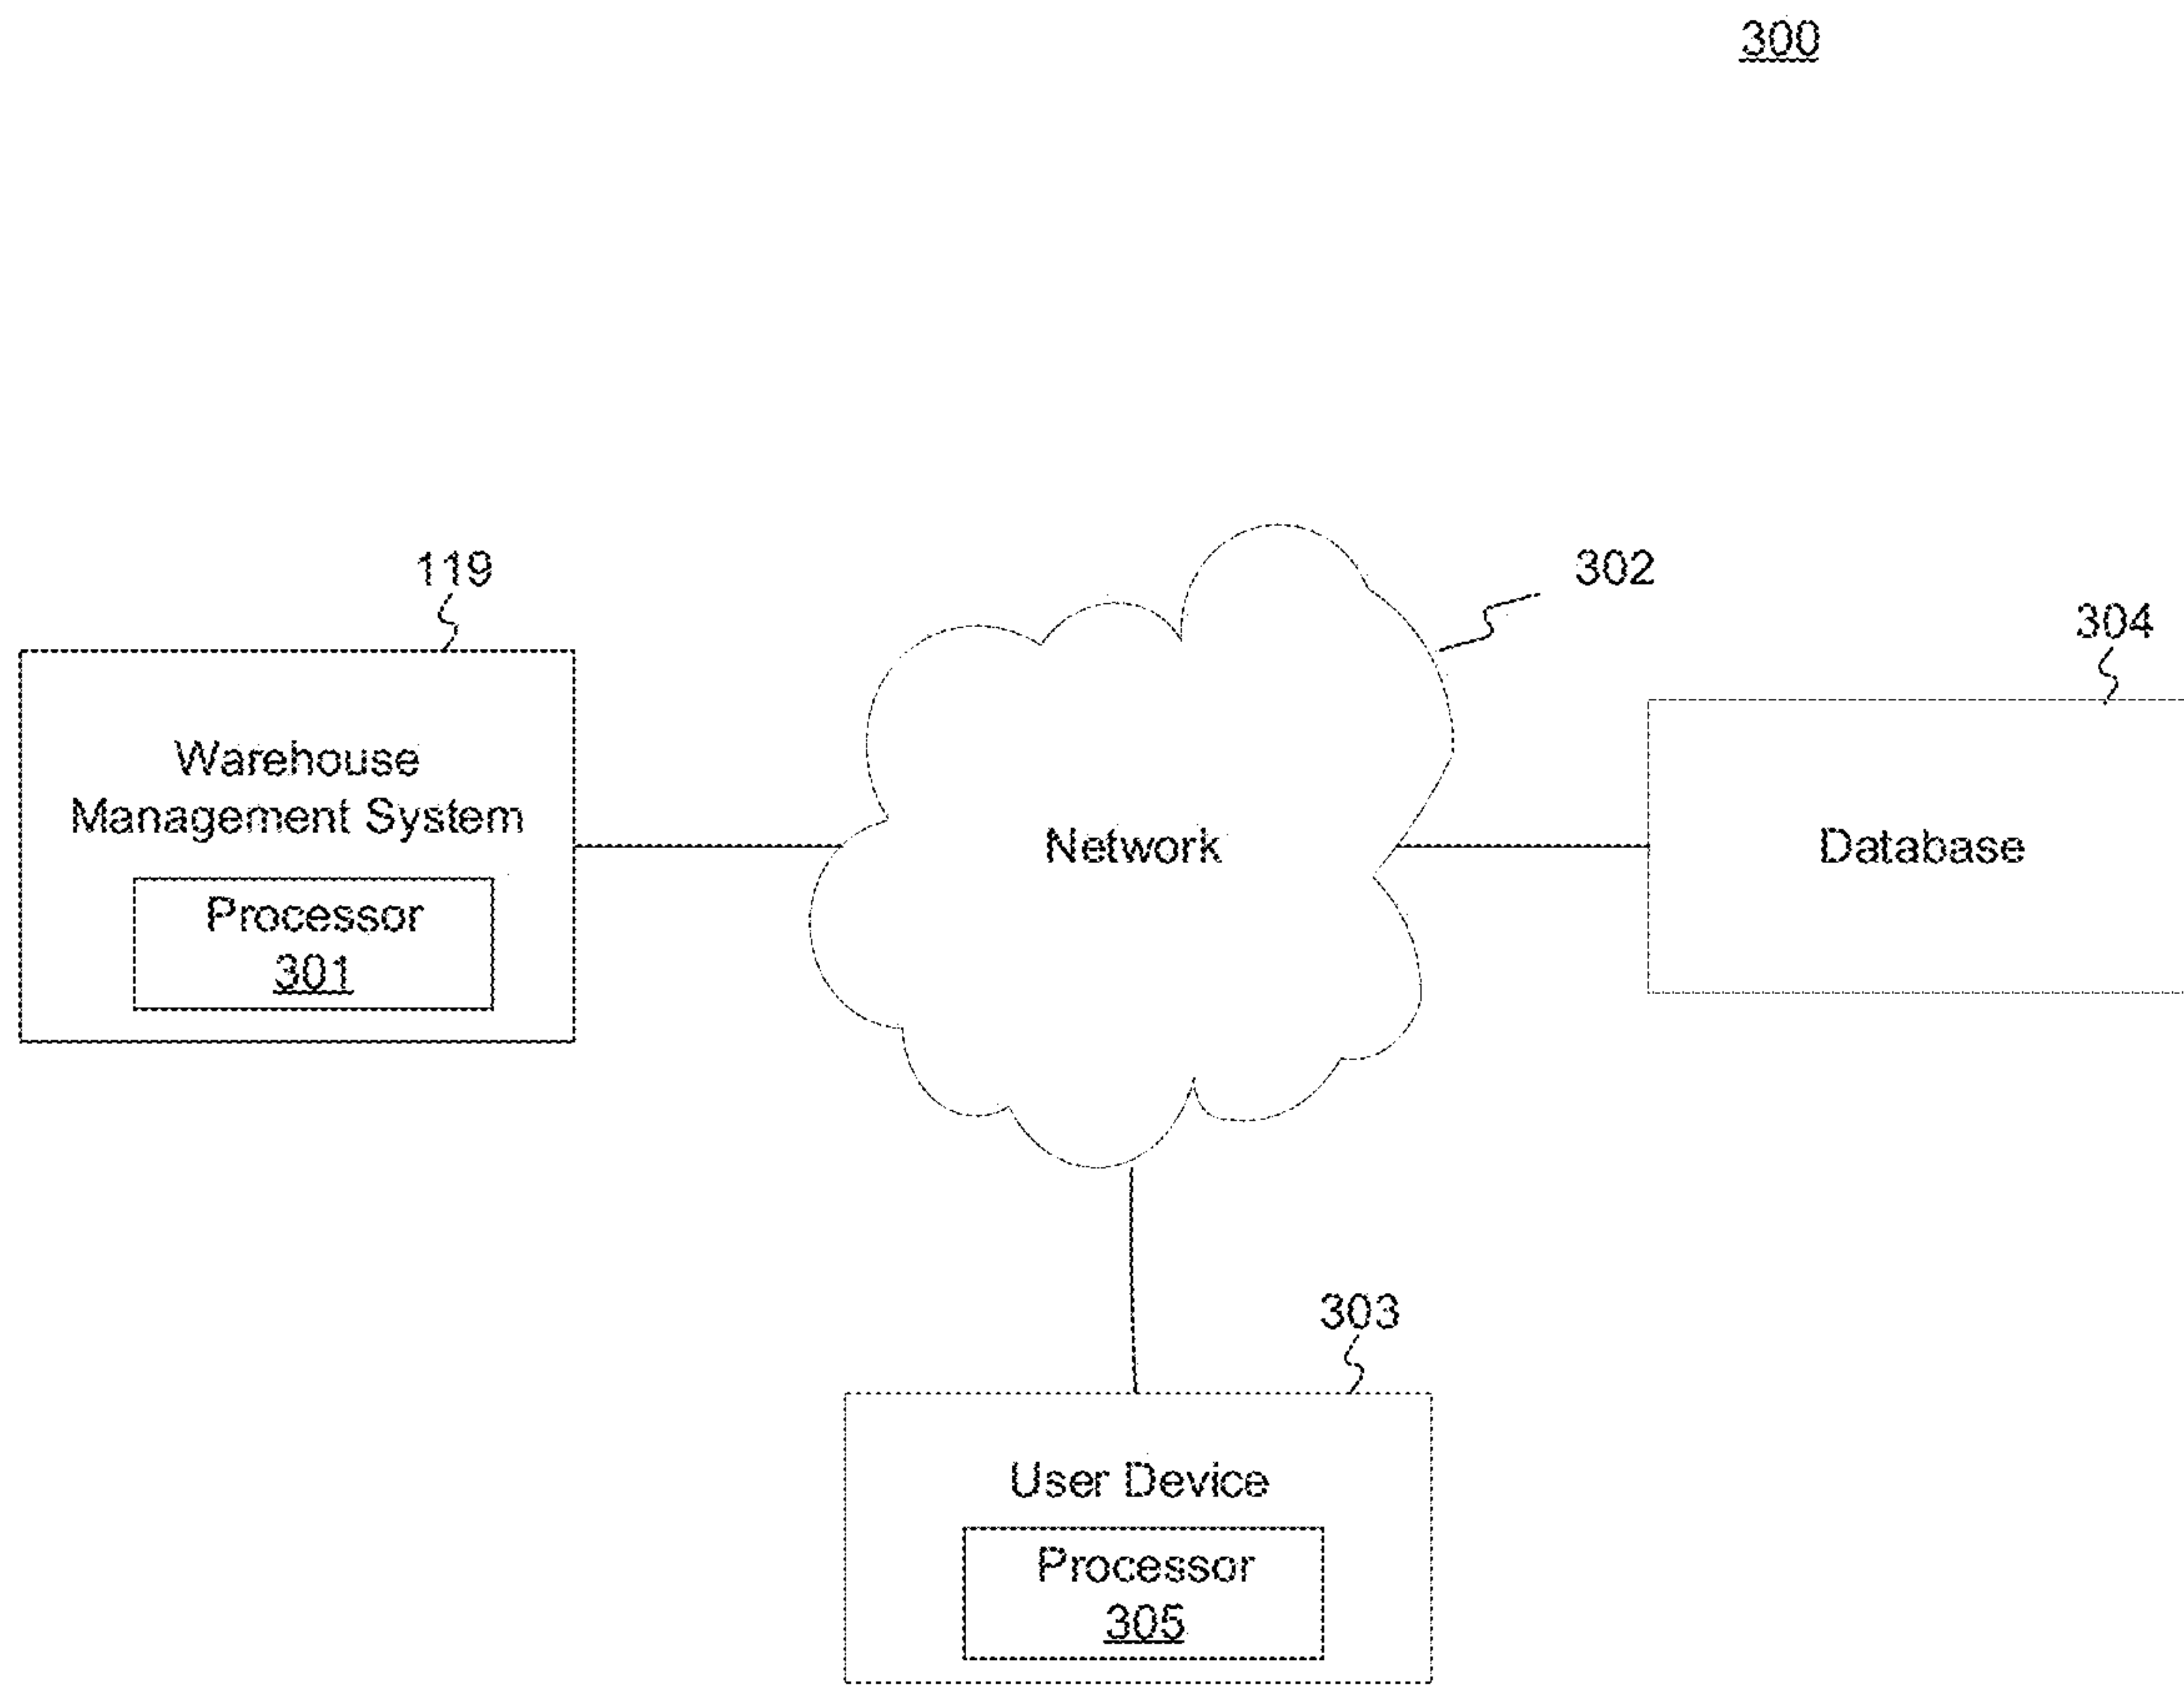 300
119
302
304
Warehouse
Management System
Processor
301
Network
Database
303
User Device
Processor
305